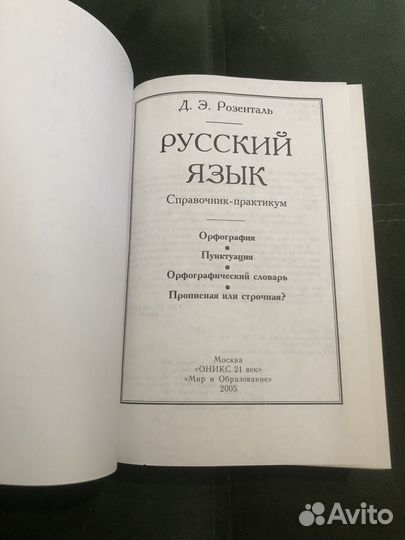 Д. Э. Розенталь
РУССКИЙ
ЯЗЫК
Справочник-практикум
Орфография
•
Пунктуация
•
Орфографический словарь
•
Прописная или строчная?
Москва
«ОНИКС 21 век»
«Мир и Образование»
2005
Avito